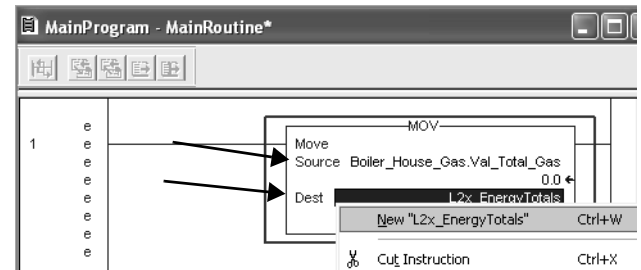 MainProgram - MainRoutine*
MOV
1
e
e
e
e
e
e
e
e
Move
Source Boiler_House_Gas.Val_Total_Gas
0.0
Dest L2x_EnergyTotals
New "L2x_EnergyTotals" Ctrl+W
Cut Instruction Ctrl+X